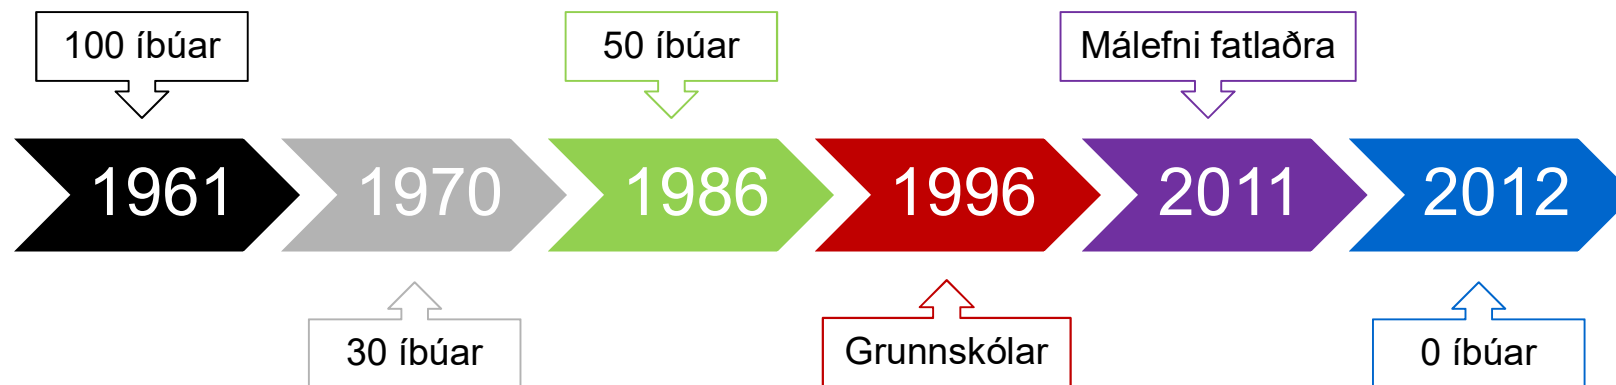 100 íbúar
50 íbúar
Málefni fatlaðra
1961
1970
1986
1996
2011
2012
30 íbúar
Grunnskólar
0 íbúar